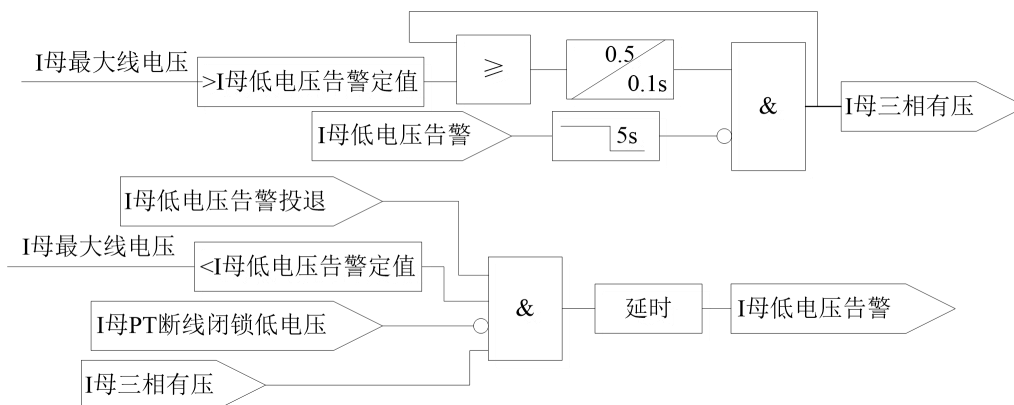 I母最大线电压
>I母低电压告警定值
≥
0.5
0.1s
&
I母三相有压
I母低电压告警
5s
I母低电压告警投退
I母最大线电压
<I母低电压告警定值
I母PT断线闭锁低电压
I母三相有压
&
延时
I母低电压告警